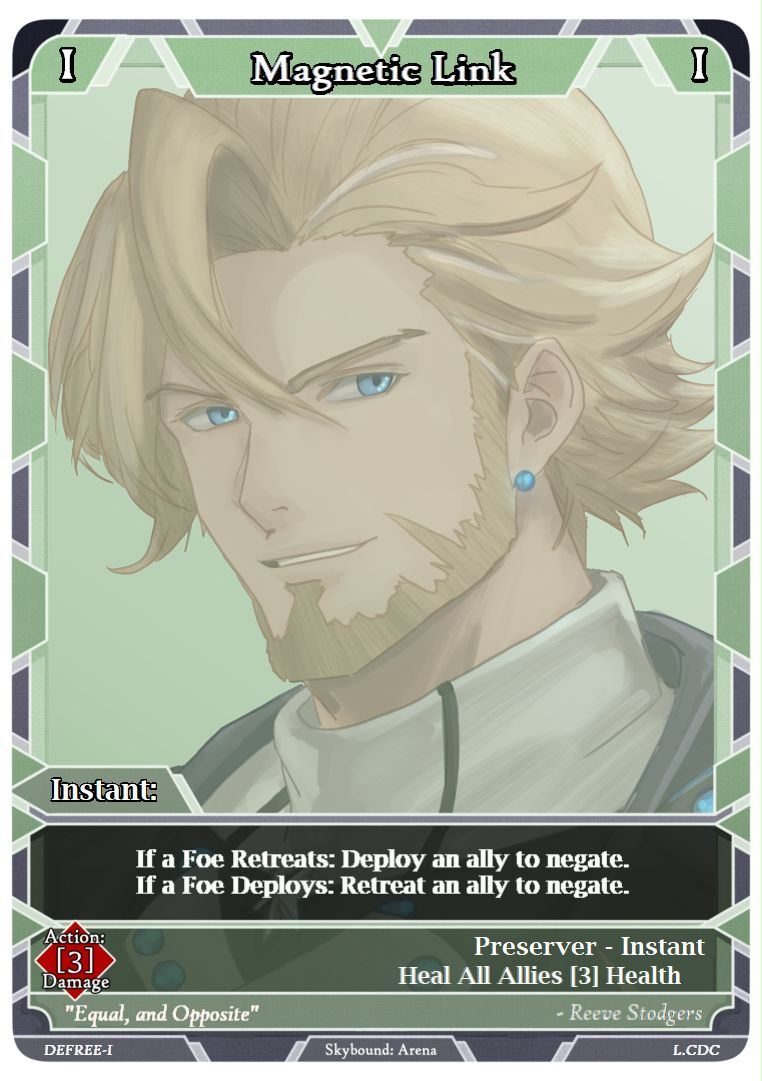 I Magnetic Link I
Instant:
If a Foe Retreats: Deploy an ally to negate.
If a Foe Deploys: Retreat an ally to negate.
Action:
[3]
Damage
Preserver - Instant
Heal All Allies [3] Health
"Equal, and Opposite" - Reeve Stodgers
DEFREE-I Skybound: Arena L.CDC